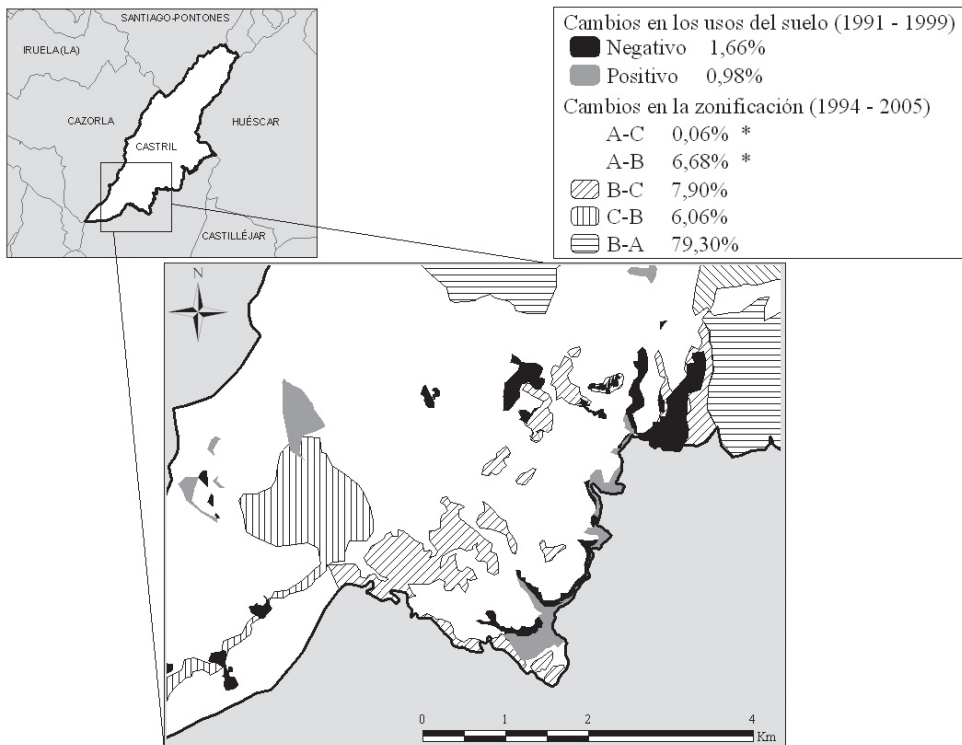 SANTIAGO-PONTONES
IRUELA(LA)
CAZORLA
HUÉSCAR
CASTRIL
CASTILLÉJAR
Cambios en los usos del suelo (1991 - 1999)
Negativo 1,66%
Positivo 0,98%
Cambios en la zonificación (1994 - 2005)
A-C 0,06% *
A-B 6,68% *
B-C 7,90%
C-B 6,06%
B-A 79,30%
N
0 1 2 4
Km